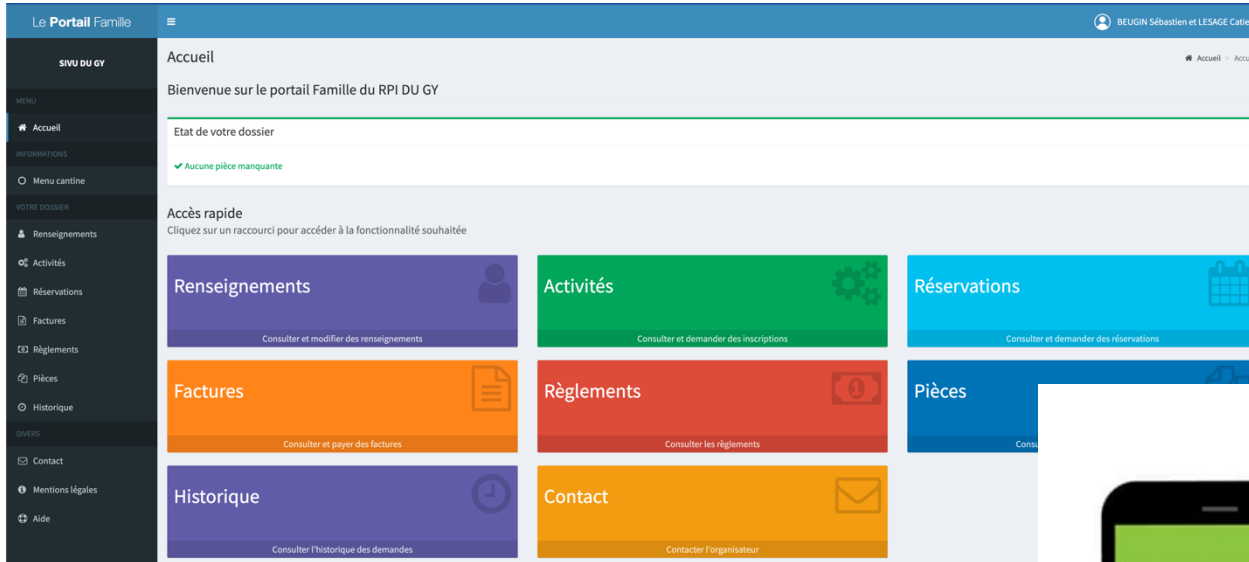 Le Portail Famille
BEUGIN Sébastien et LESAGE Catie
SIVU DU GY
Accueil
Accueil > Accu
Bienvenue sur le portail Famille du RPI DU GY
MENU
Accueil
INFORMATIONS
Menu cantine
VOTRE DOSSIER
Renseignements
Activités
Réservations
Factures
Règlements
Pièces
Historique
DIVERS
Contact
Mentions légales
Aide
Etat de votre dossier
Aucune pièce manquante
Accès rapide
Cliquez sur un raccourci pour accéder à la fonctionnalité souhaitée
Renseignements
Consulter et modifier des renseignements
Activités
Consulter et demander des inscriptions
Réservations
Consulter et demander des réservations
Factures
Consulter et payer des factures
Règlements
1
Consulter les règlements
Pièces
Consu
Historique
Consulter l'historique des demandes
Contact
Contacter l'organisateur